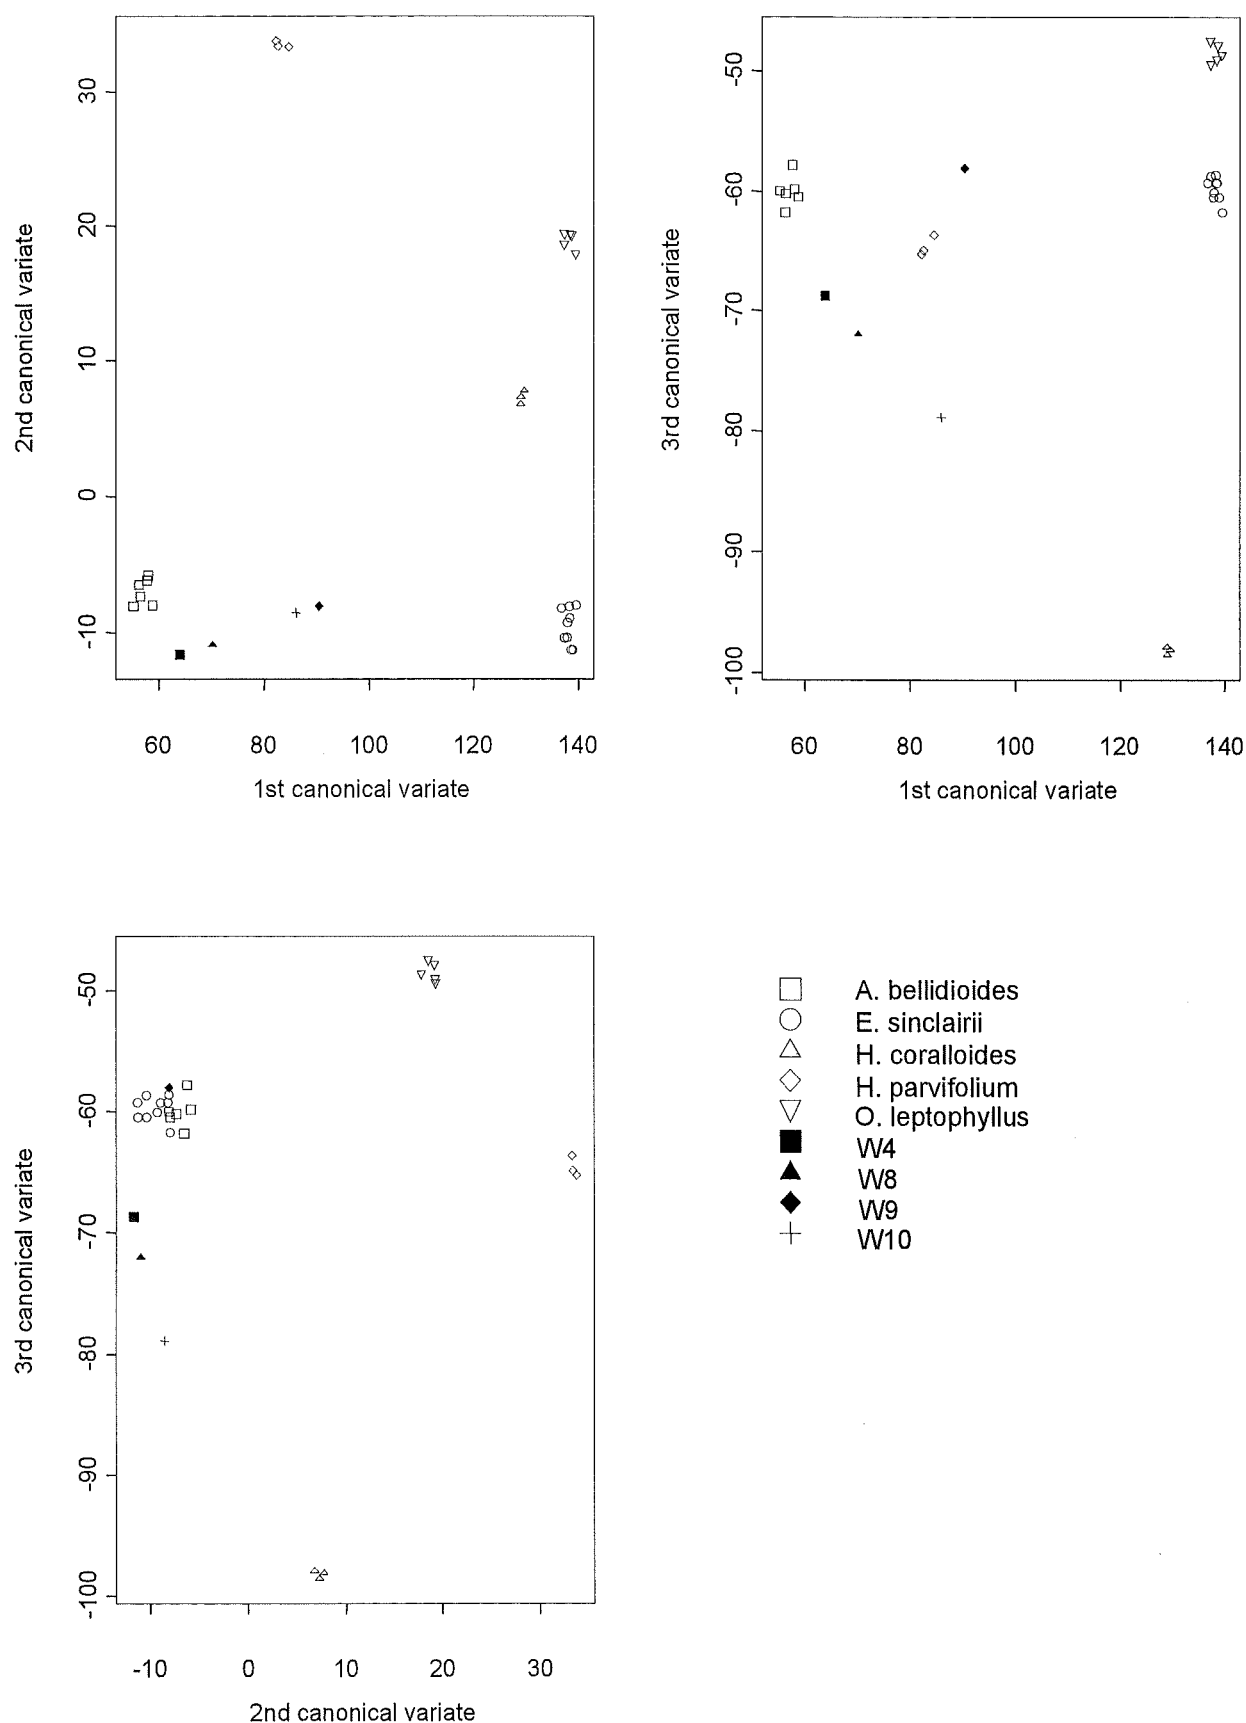 30
20
10
0
-10
2nd canonical variate
60 80 100 120 140
1st canonical variate
-50
-60
-70
-80
-90
-100
3rd canonical variate
60 80 100 120 140
1st canonical variate
-50
-60
-70
-80
-90
-100
3rd canonical variate
-10 0 10 20 30
2nd canonical variate
A. bellidioides
E. sinclairii
H. coralloides
H. parvifolium
O. leptophyllus
W4
W8
W9
W10